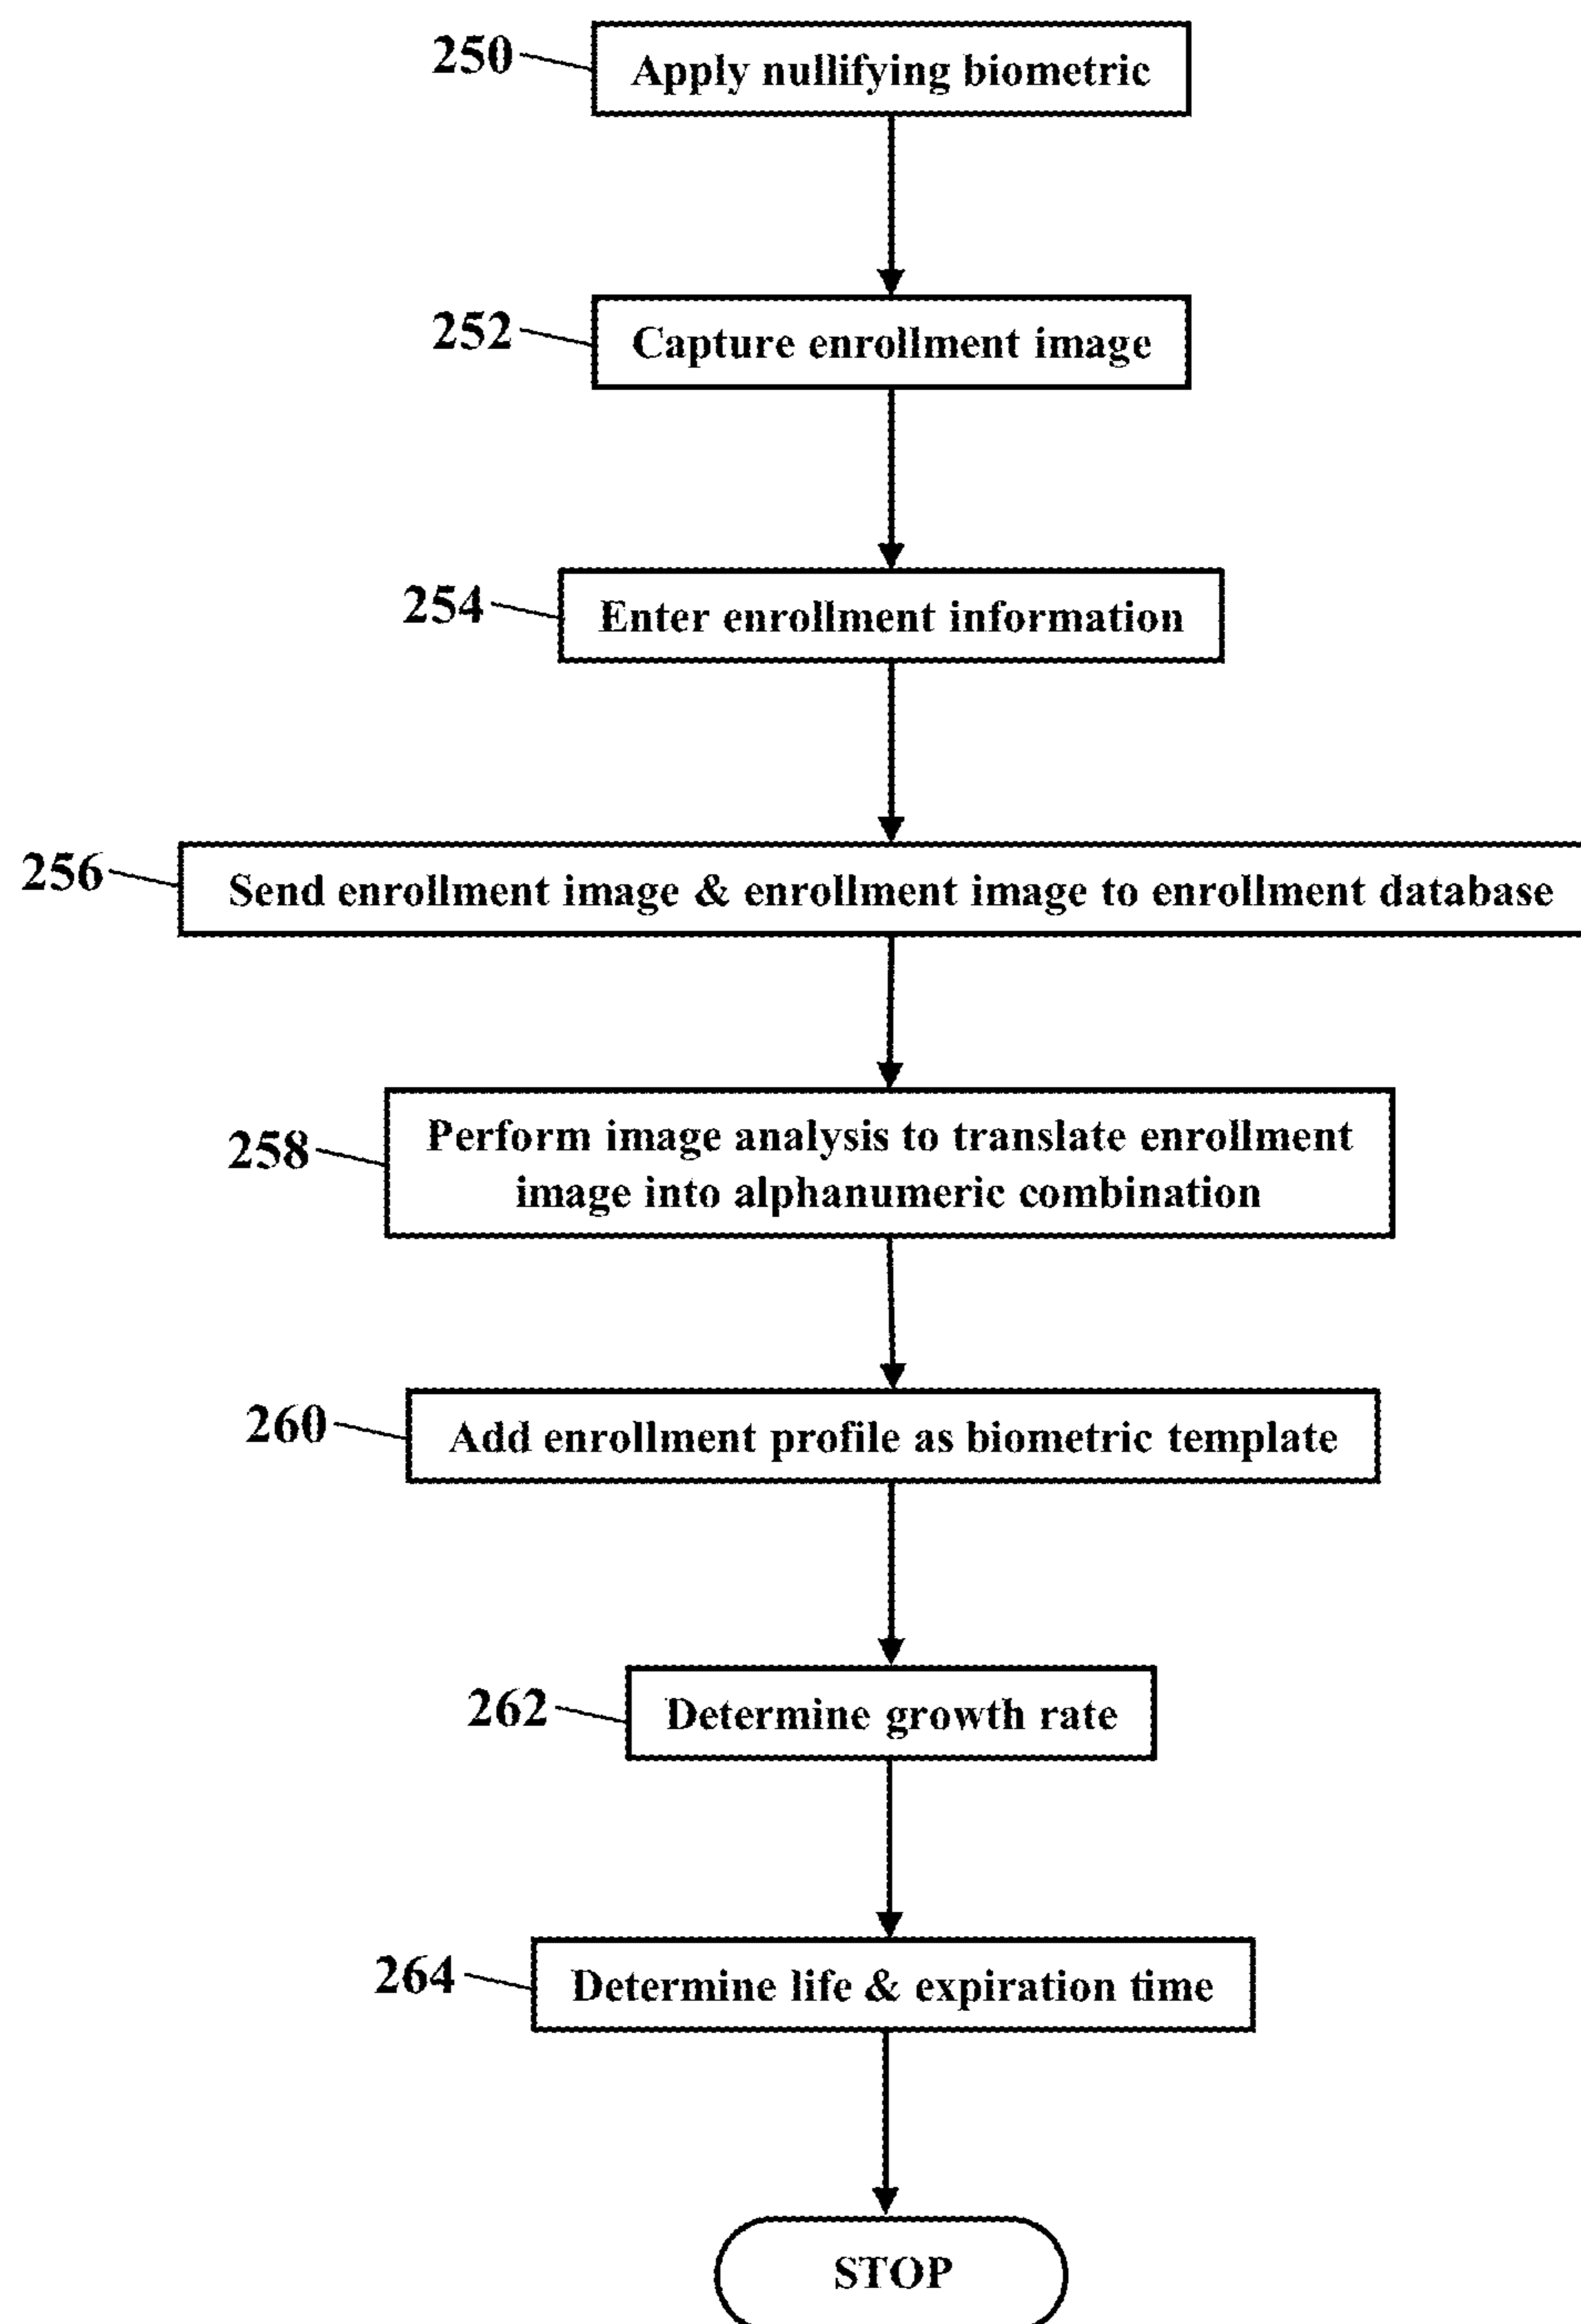 250
Apply nullifying biometric
252
Capture enrollment image
254
Enter enrollment information
256
Send enrollment image & enrollment image to enrollment database
258
Perform image analysis to translate enrollment
image into alphanumeric combination
260
Add enrollment profile as biometric template
262
Determine growth rate
264
Determine life & expiration time
STOP